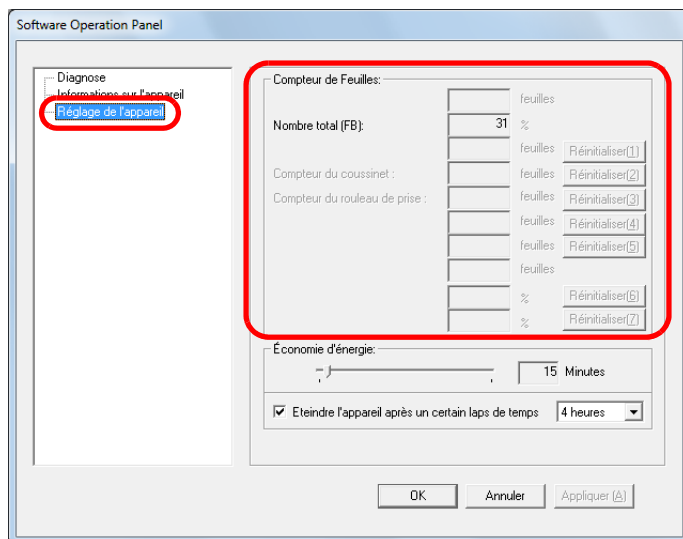 Software Operation Panel
Diagnose
Informations sur l'appareil
Réglage de l'appareil
Compteur de Feuilles:
feuilles
Nombre total (FB): 31 %
feuilles Réinitialiser(1)
Compteur du coussinet : feuilles Réinitialiser(2)
Compteur du rouleau de prise : feuilles Réinitialiser(3)
feuilles Réinitialiser(4)
feuilles Réinitialiser(5)
feuilles
% Réinitialiser(6)
% Réinitialiser(7)
Économie d'énergie:
15 Minutes
Eteindre l'appareil après un certain laps de temps 4 heures
OK Annuler Appliquer (A)